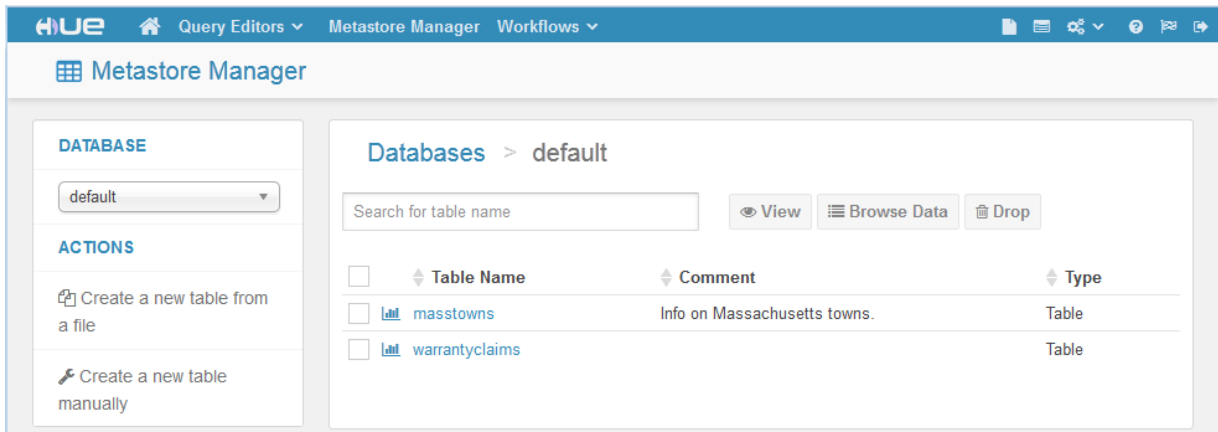 HUE Query Editors Metastore Manager Workflows
Metastore Manager
DATABASE
default
ACTIONS
Create a new table from
a file
Create a new table
manually
Databases > default
Search for table name View Browse Data Drop
Table Name Comment Type
masstowns Info on Massachusetts towns. Table
warrantyclaims Table